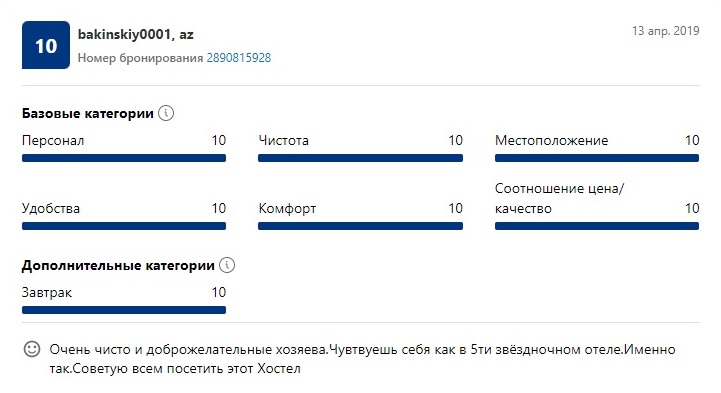 10
bakinskiy0001, az
13 апр. 2019
Номер бронирования 2890815928
Базовые категории
Персонал 10
Чистота 10
Местоположение 10
Удобства 10
Комфорт 10
Соотношение цена/
качество 10
Дополнительные категории
Завтрак 10
Очень чисто и доброжелательные хозяева.Чувтвуешь себя как в 5ти звёздночном отеле.Именно
так.Советую всем посетить этот Хостел